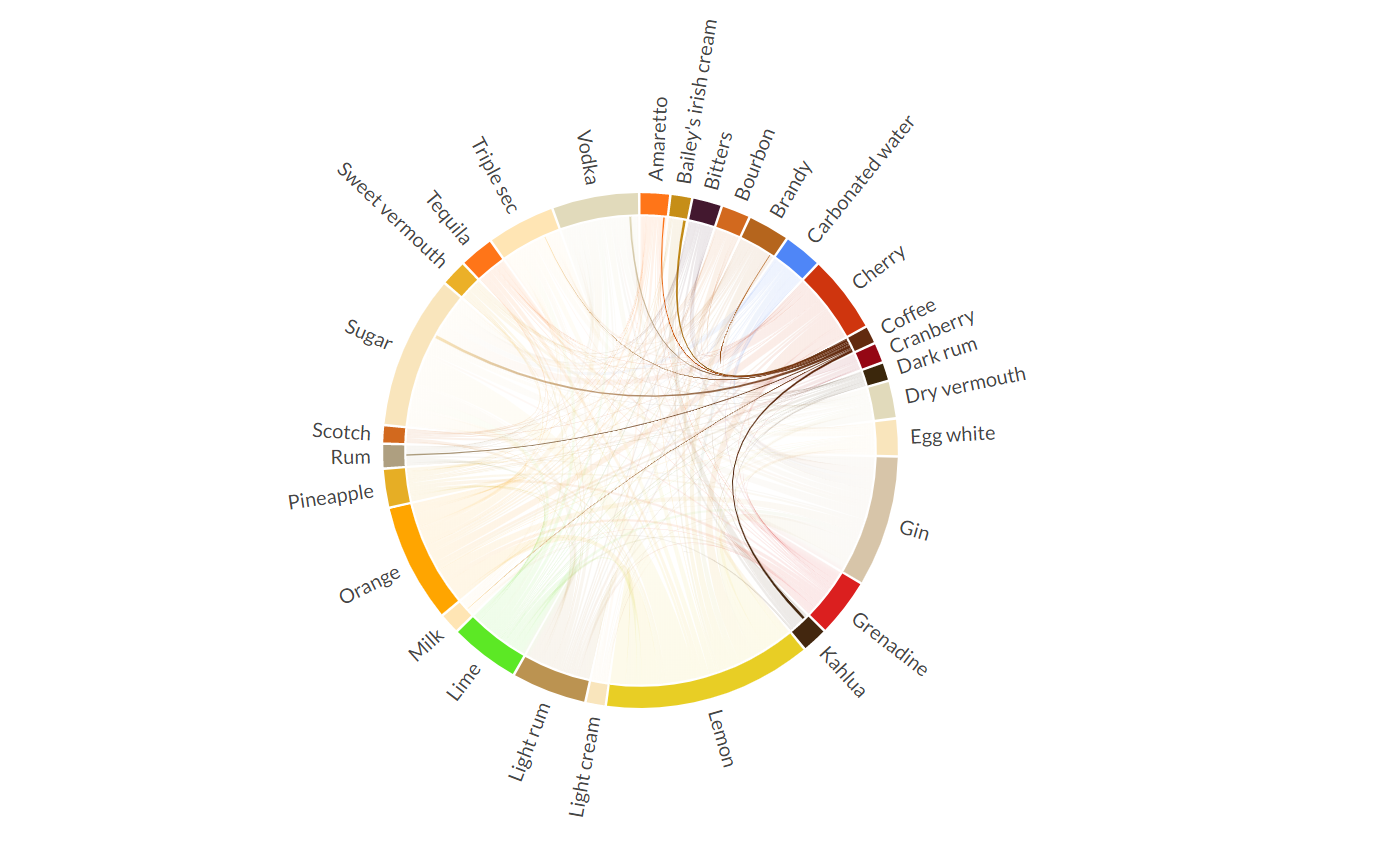 Amaretto
Bailey's irish cream
Bitters
Bourbon
Brandy
Carbonated water
Cherry
Coffee
Cranberry
Dark rum
Dry vermouth
Egg white
Gin
Grenadine
Kahlua
Lemon
Light cream
Light rum
Lime
Milk
Orange
Pineapple
Rum
Scotch
Sugar
Sweet vermouth
Tequila
Triple sec
Vodka